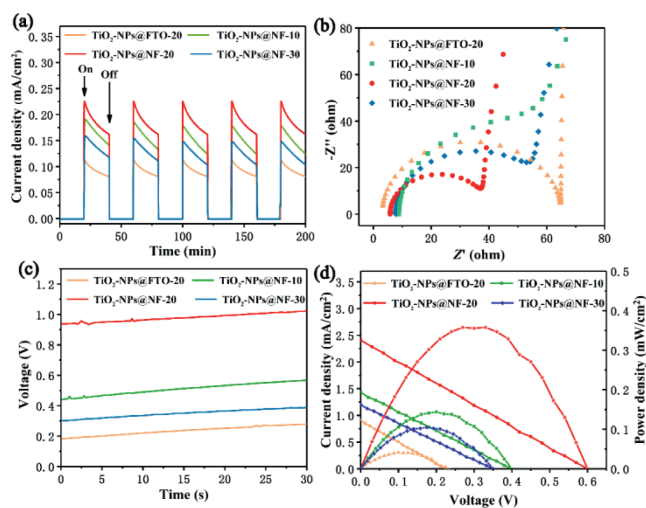 (a)
TiO₂-NPs@FTO-20
TiO₂-NPs@NF-10
TiO₂-NPs@NF-20
TiO₂-NPs@NF-30
On
Off
0.35
0.30
0.25
0.20
0.15
0.10
0.05
0.00
Current density (mA/cm²)
0 40 80 120 160 200
Time (min)
(b)
TiO₂-NPs@FTO-20
TiO₂-NPs@NF-10
TiO₂-NPs@NF-20
TiO₂-NPs@NF-30
80
60
40
20
0
-Z'' (ohm)
0 20 40 60 80
Z' (ohm)
(c)
TiO₂-NPs@FTO-20
TiO₂-NPs@NF-10
TiO₂-NPs@NF-20
TiO₂-NPs@NF-30
1.2
1.0
0.8
0.6
0.4
0.2
0.0
Voltage (V)
0 10 20 30
Time (s)
(d)
TiO₂-NPs@FTO-20
TiO₂-NPs@NF-10
TiO₂-NPs@NF-20
TiO₂-NPs@NF-30
3.5
3.0
2.5
2.0
1.5
1.0
0.5
0.0
Current density (mA/cm²)
0.5
0.4
0.3
0.2
0.1
0.0
Power density (mW/cm²)
0.0 0.1 0.2 0.3 0.4 0.5 0.6
Voltage (V)